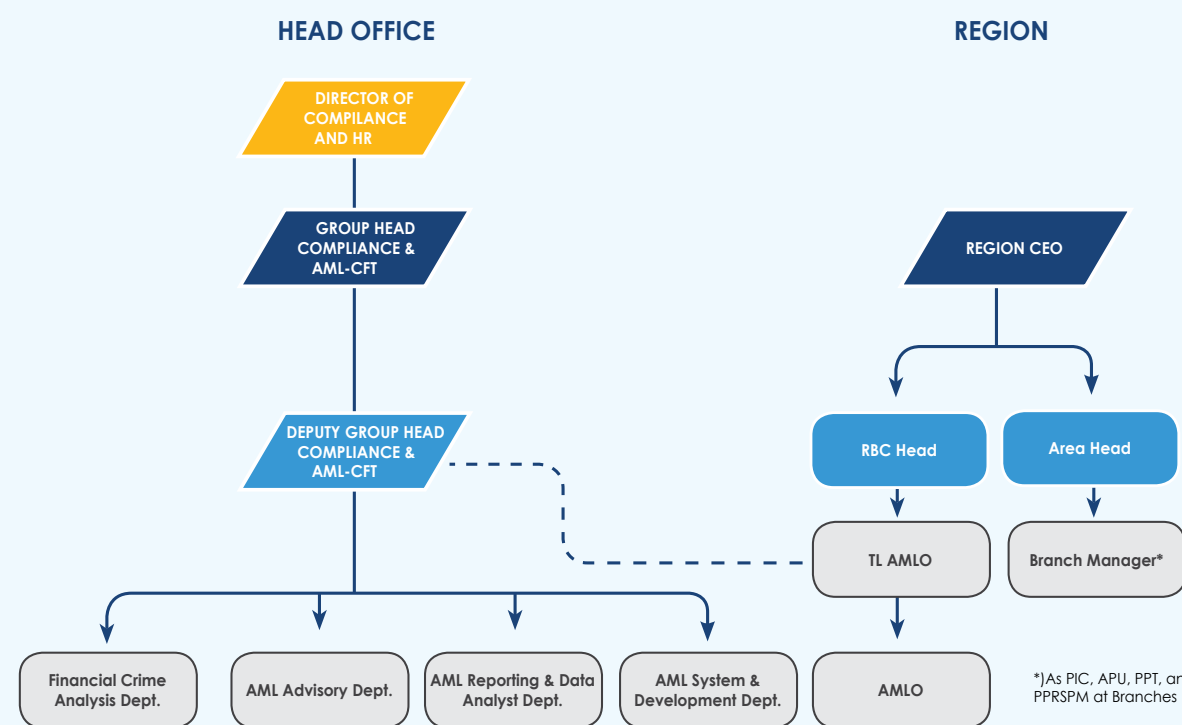 HEAD OFFICE
REGION
DIRECTOR OF
COMPILANCE
AND HR
GROUP HEAD
COMPLIANCE &
AML-CFT
REGION CEO
DEPUTY GROUP HEAD
COMPLIANCE &
AML-CFT
RBC Head
Area Head
TL AMLO
Branch Manager*
Financial Crime
Analysis Dept.
AML Advisory Dept.
AML Reporting & Data
Analyst Dept.
AML System &
Development Dept.
AMLO
*)As PIC, APU, PPT,
PPRSPM at Branches